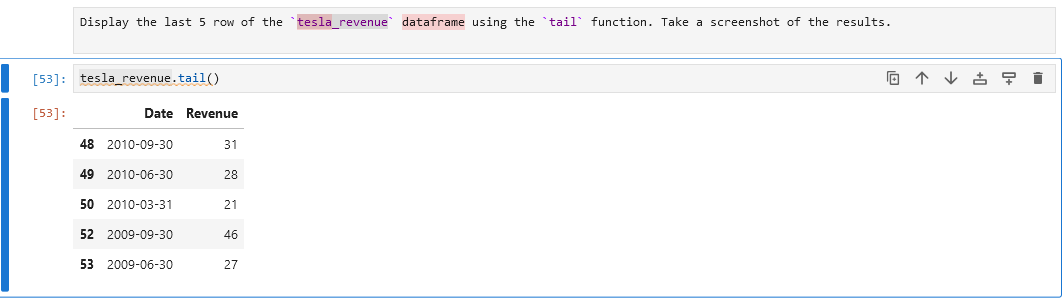 Display the last 5 row of the `tesla_revenue` dataframe using the `tail` function. Take a screenshot of the results.
[53]: tesla_revenue.tail()
[53]:
Date Revenue
48 2010-09-30 31
49 2010-06-30 28
50 2010-03-31 21
52 2009-09-30 46
53 2009-06-30 27